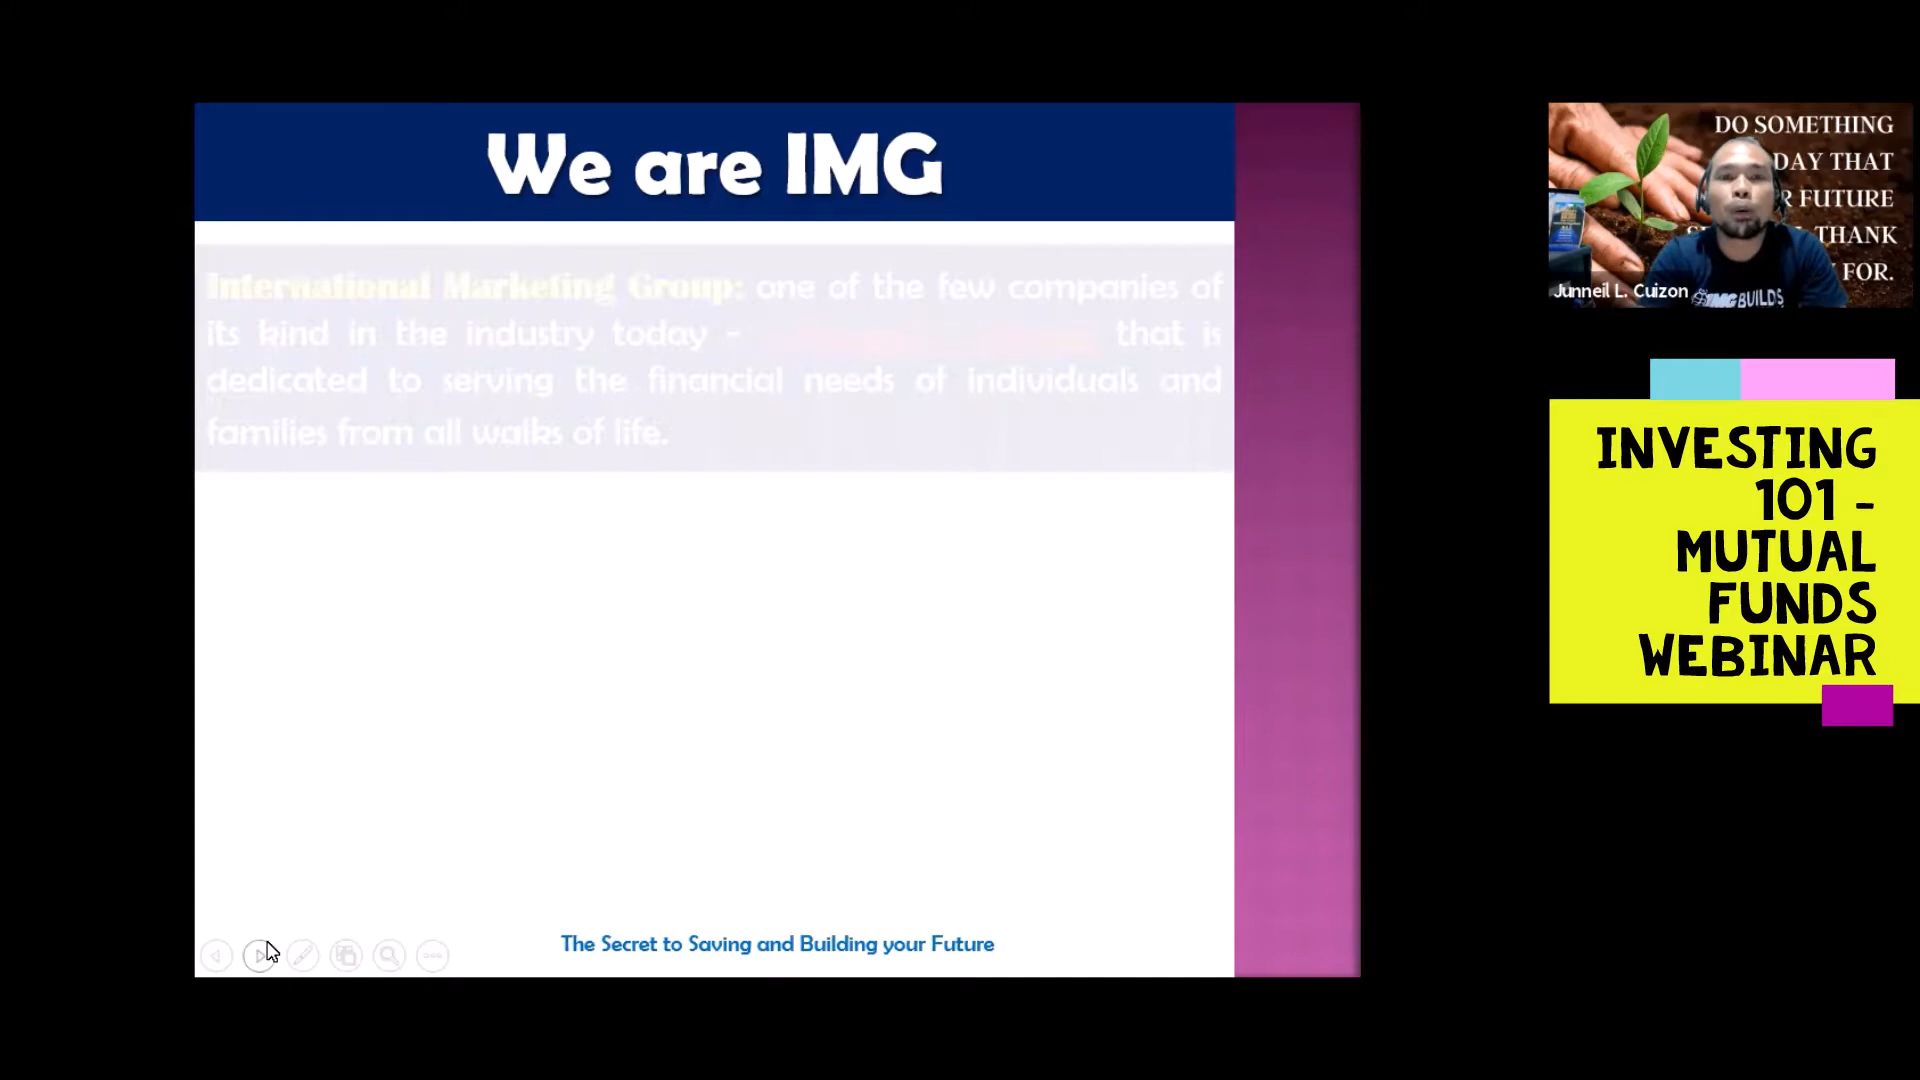 We are IMG
International Marketing Group: one of the few companies of
its kind in the industry today - that is
dedicated to serving the financial needs of individuals and
families from all walks of life.
The Secret to Saving and Building your Future
DO SOMETHING
DAY THAT
R FUTURE
THANK
FOR.
Junneil L. Cuizon
IMG BUILDS
INVESTING
101 -
MUTUAL
FUNDS
WEBINAR